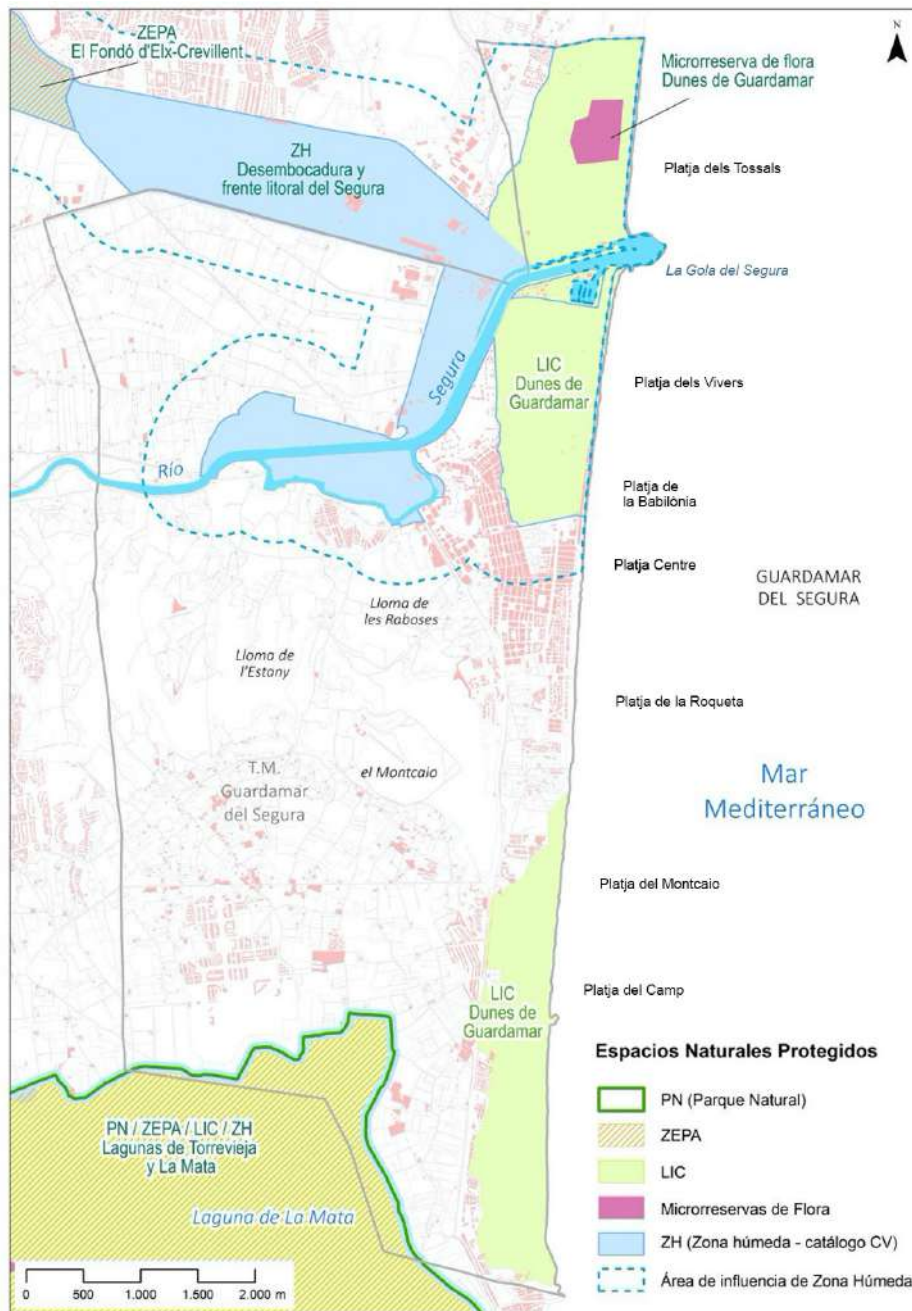 ZEPA
El Fondó d'Elx-Crevillent
N
Microrreserva de flora
Dunes de Guardamar
ZH
Desembocadura y
frente litoral del Segura
Platja dels Tossals
La Gola del Segura
Segura
LIC
Dunes de
Guardamar
Platja dels Vivers
Río
Platja de
la Babilònia
Platja Centre
GUARDAMAR
DEL SEGURA
Lloma de
les Raboses
Lloma de
l'Estany
Platja de la Roqueta
T.M.
Guardamar
del Segura
el Montcaio
Mar
Mediterráneo
Platja del Montcaio
LIC
Dunes de
Guardamar
Platja del Camp
Espacios Naturales Protegidos
PN (Parque Natural)
ZEPA
LIC
Microrreservas de Flora
ZH (Zona húmeda - catálogo CV)
Área de influencia de Zona Húmeda
PN / ZEPA / LIC / ZH
Lagunas de Torrevieja
y La Mata
Laguna de La Mata
0 500 1.000 1.500 2.000 m